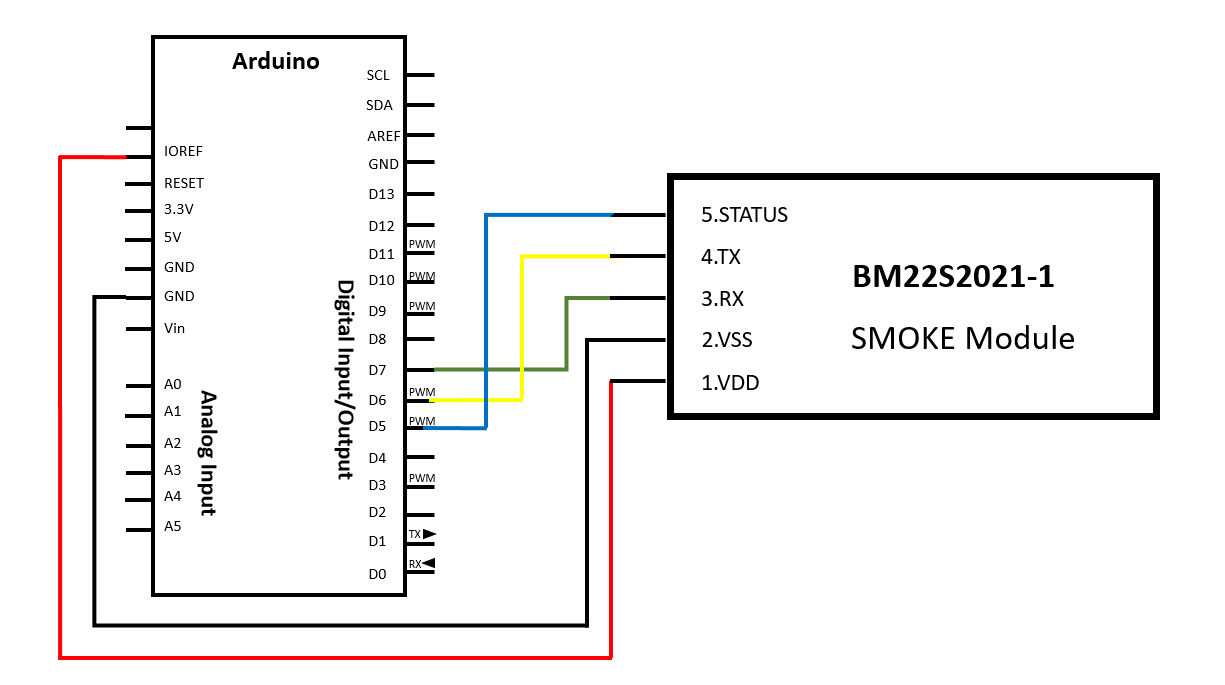 Arduino
IOREF
RESET
3.3V
5V
GND
GND
Vin
A0
A1
A2
A3
A4
A5
Analog Input
Digital Input/Output
SCL
SDA
AREF
GND
D13
D12
D11 PWM
D10 PWM
D9 PWM
D8
D7
D6 PWM
D5 PWM
D4
D3 PWM
D2
D1 TX
D0 RX
5.STATUS
4.TX
3.RX
2.VSS
1.VDD
BM22S2021-1
SMOKE Module